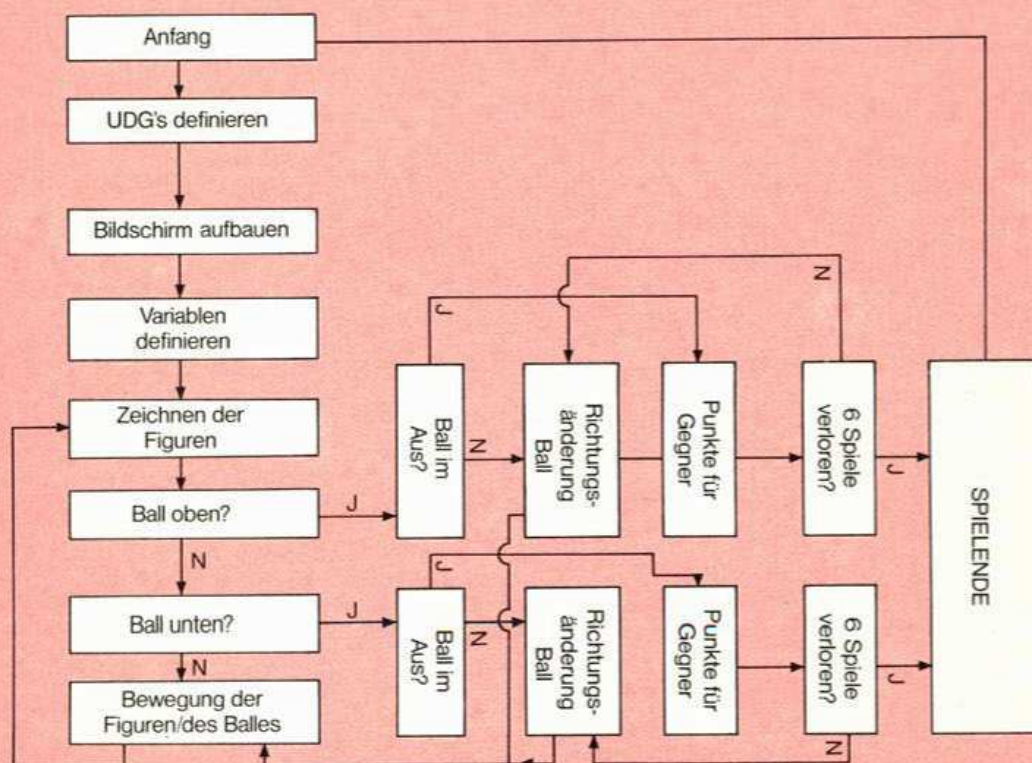 Anfang
UDG's definieren
Bildschirm aufbauen
Variablen
definieren
Zeichnen der
Figuren
Ball oben?
J
N
Ball unten?
J
N
Bewegung der
Figuren/des Balles
Ball im
Aus?
J
N
Richtungs-
änderung
Ball
Punkte für
Gegner
6 Spiele
verloren?
N
J
Ball im
Aus?
J
N
Richtungs-
änderung
Ball
Punkte für
Gegner
6 Spiele
verloren?
J
N
SPIELENDE